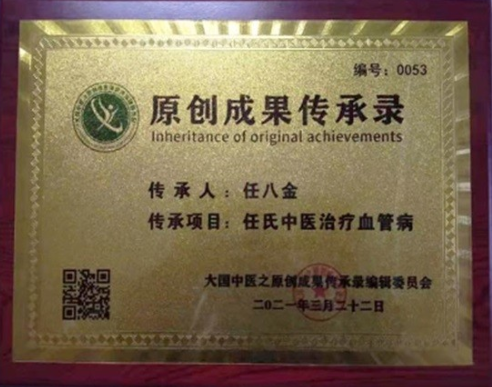 编号：0053
原创成果传承录
Inheritance of original achievements
传承人：任八金
传承项目：任氏中医治疗血管病
大国中医之原创成果传承录编辑委员会
二〇二一年三月二十二日